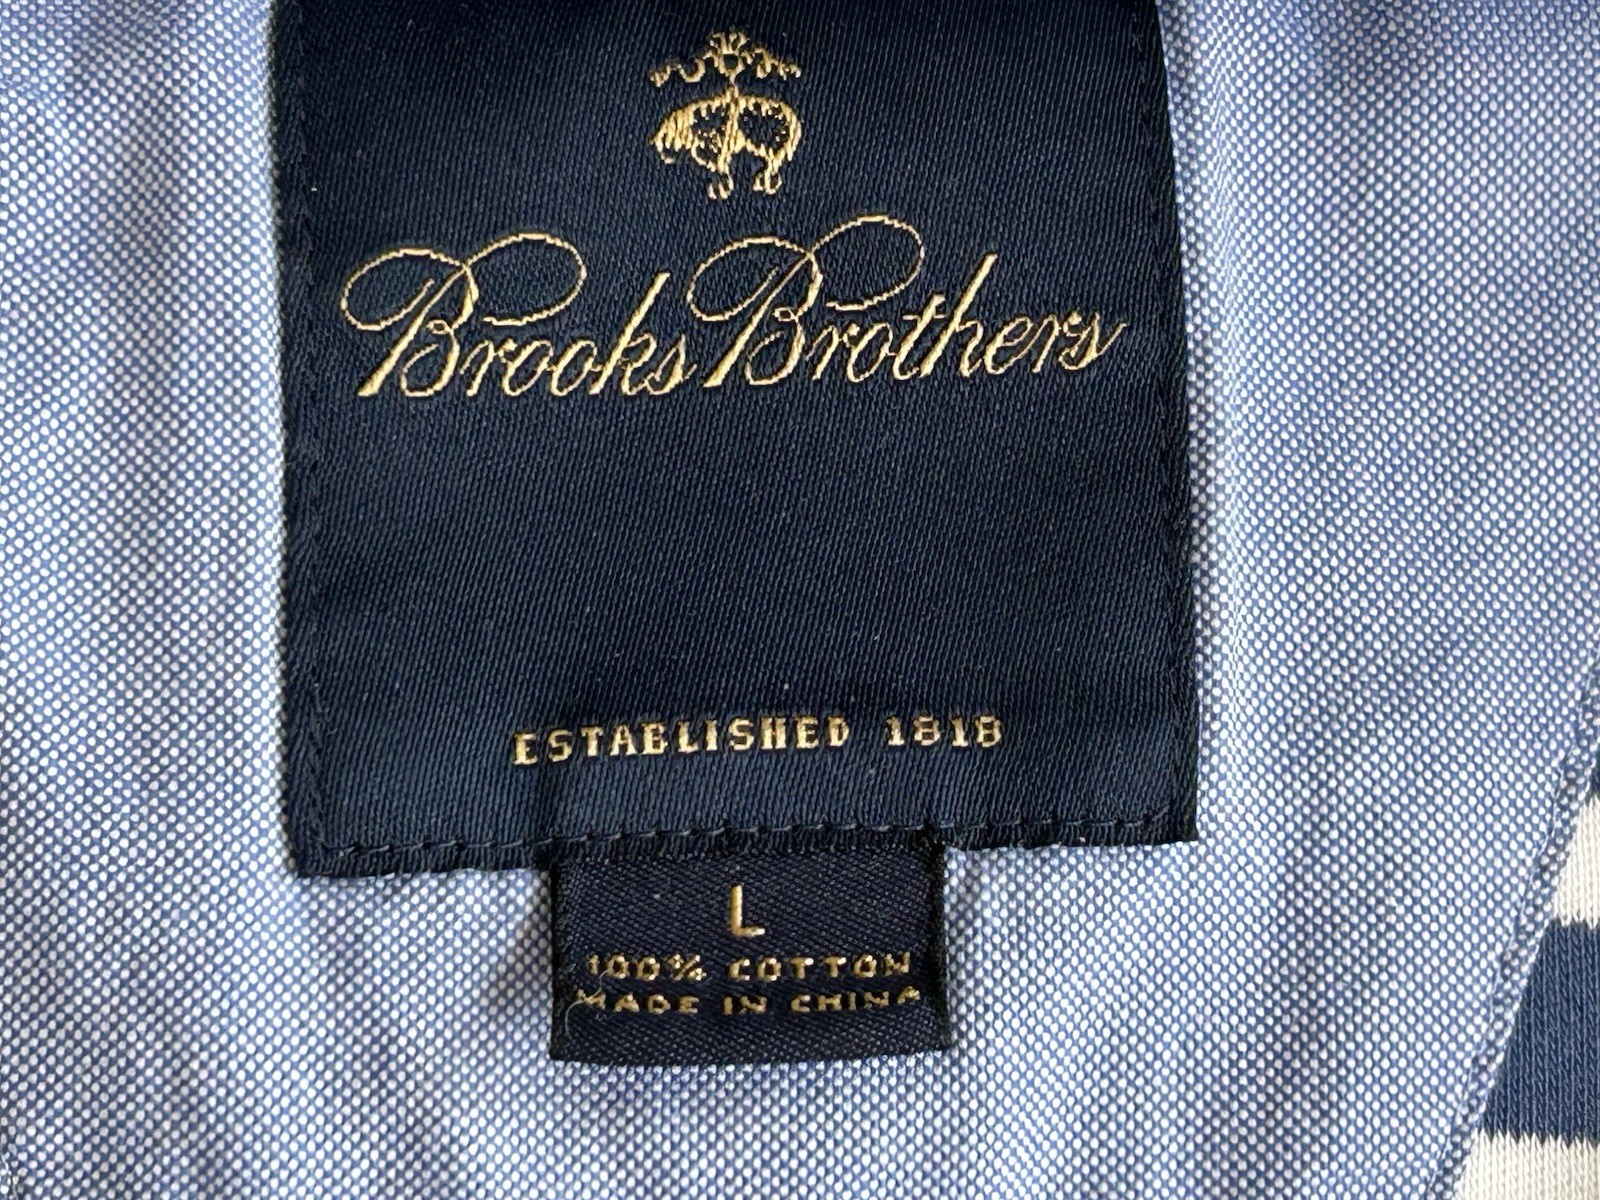 Brooks Brothers
ESTABLISHED 1818
L
100% COTTON
MADE IN CHINA